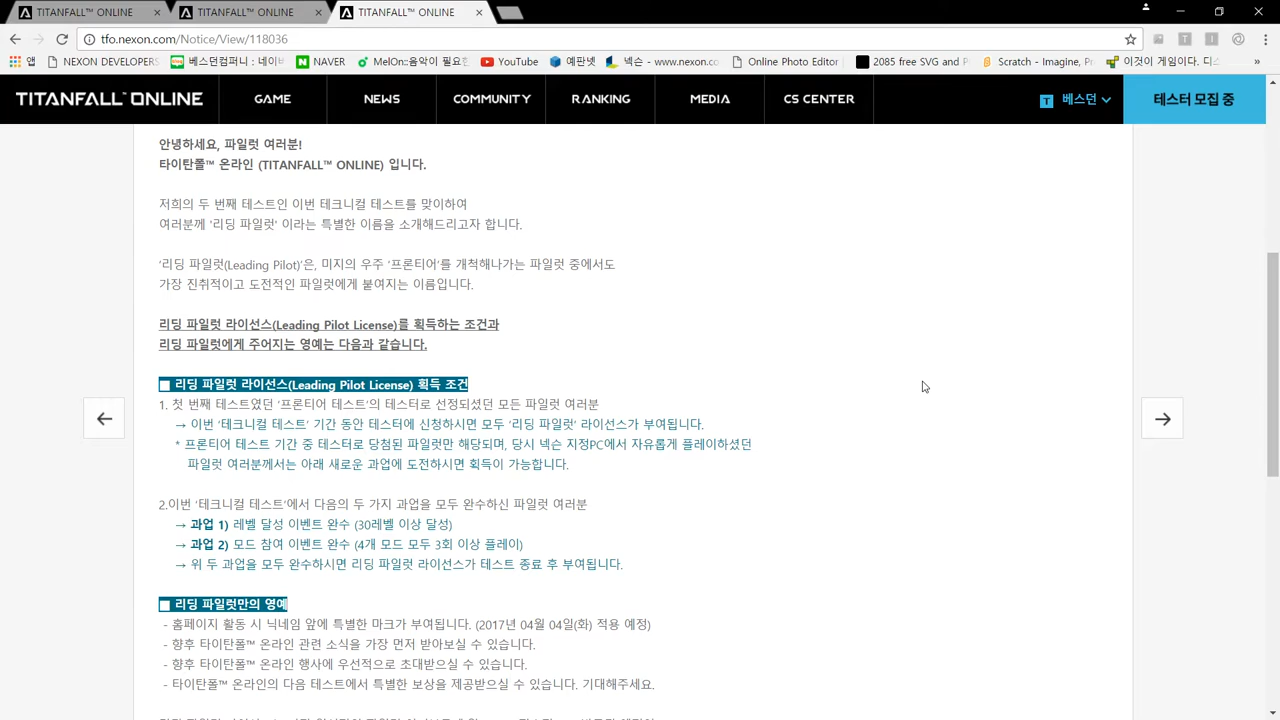 TITANFALL™ ONLINE
TITANFALL™ ONLINE
TITANFALL™ ONLINE
tfo.nexon.com/Notice/View/118036
앱 NEXON DEVELOPERS 베스던컴퍼니 : 네이버 NAVER MelOn::음악이 필요한 YouTube 예판넷 넥슨 - www.nexon.co Online Photo Editor 2085 free SVG and P Scratch - Imagine, P 이것이 게임이다. 디스 »
TITANFALL™ ONLINE GAME NEWS COMMUNITY RANKING MEDIA CS CENTER T 베스던 테스터 모집 중
안녕하세요, 파일럿 여러분!
타이탄폴™ 온라인 (TITANFALL™ ONLINE) 입니다.
저희의 두 번째 테스트인 이번 테크니컬 테스트를 맞이하여
여러분께 '리딩 파일럿' 이라는 특별한 이름을 소개해드리고자 합니다.
'리딩 파일럿(Leading Pilot)'은, 미지의 우주 '프론티어'를 개척해나가는 파일럿 중에서도
가장 진취적이고 도전적인 파일럿에게 붙여지는 이름입니다.
리딩 파일럿 라이선스(Leading Pilot License)를 획득하는 조건과
리딩 파일럿에게 주어지는 영예는 다음과 같습니다.
■ 리딩 파일럿 라이선스(Leading Pilot License) 획득 조건
1. 첫 번째 테스트였던 '프론티어 테스트'의 테스터로 선정되셨던 모든 파일럿 여러분
→ 이번 '테크니컬 테스트' 기간 동안 테스터에 신청하시면 모두 '리딩 파일럿' 라이선스가 부여됩니다.
* 프론티어 테스트 기간 중 테스터로 당첨된 파일럿만 해당되며, 당시 넥슨 지정PC에서 자유롭게 플레이하셨던
파일럿 여러분께서는 아래 새로운 과업에 도전하시면 획득이 가능합니다.
2.이번 '테크니컬 테스트'에서 다음의 두 가지 과업을 모두 완수하신 파일럿 여러분
→ 과업 1) 레벨 달성 이벤트 완수 (30레벨 이상 달성)
→ 과업 2) 모드 참여 이벤트 완수 (4개 모드 모두 3회 이상 플레이)
→ 위 두 과업을 모두 완수하시면 리딩 파일럿 라이선스가 테스트 종료 후 부여됩니다.
■ 리딩 파일럿만의 영예
- 홈페이지 활동 시 닉네임 앞에 특별한 마크가 부여됩니다. (2017년 04월 04일(화) 적용 예정)
- 향후 타이탄폴™ 온라인 관련 소식을 가장 먼저 받아보실 수 있습니다.
- 향후 타이탄폴™ 온라인 행사에 우선적으로 초대받으실 수 있습니다.
- 타이탄폴™ 온라인의 다음 테스트에서 특별한 보상을 제공받으실 수 있습니다. 기대해주세요.